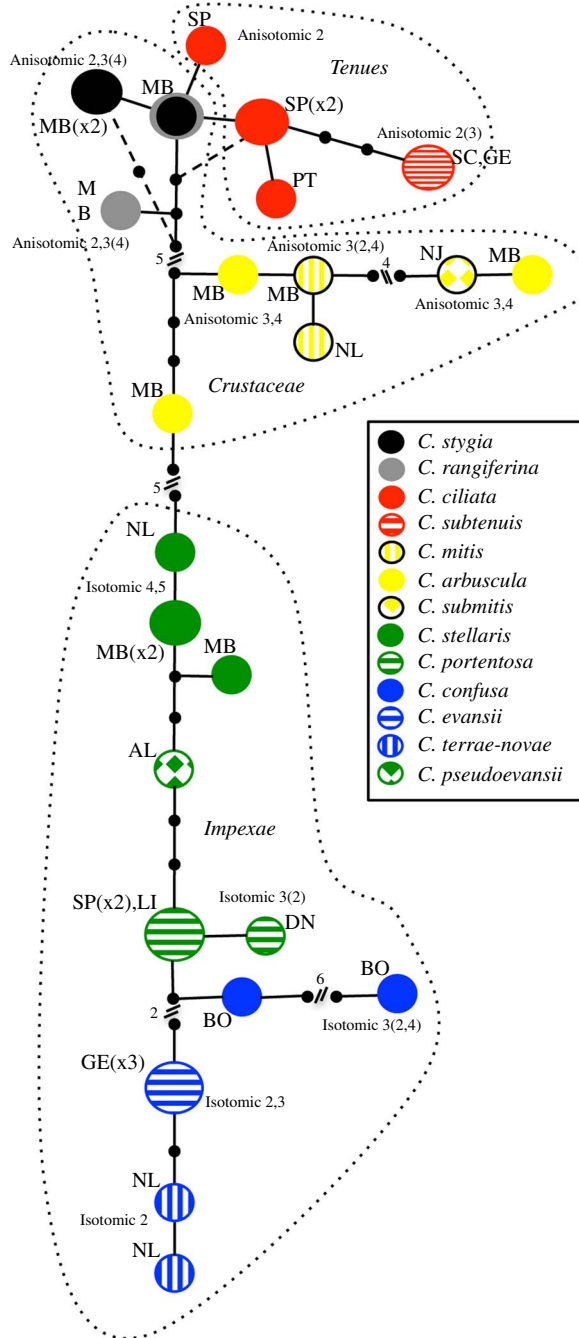 SP
Anisotomic 2
Tenues
Anisotomic 2,3(4)
MB
MB(x2)
SP(x2)
Anisotomic 2(3)
SC,GE
PT
M
B
Anisotomic 2,3(4)
5
Anisotomic 3(2,4)
MB
MB
4
NJ
MB
Anisotomic 3,4
Anisotomic 3,4
NL
MB
Crustaceae
5
NL
Isotomic 4,5
MB(x2)
MB
AL
Impexae
SP(x2),LI
Isotomic 3(2)
DN
2
BO
6
BO
Isotomic 3(2,4)
GE(x3)
Isotomic 2,3
NL
Isotomic 2
NL
C. stygia
C. rangiferina
C. ciliata
C. subtenuis
C. mitis
C. arbuscula
C. submitis
C. stellaris
C. portentosa
C. confusa
C. evansii
C. terrae-novae
C. pseudoevansii